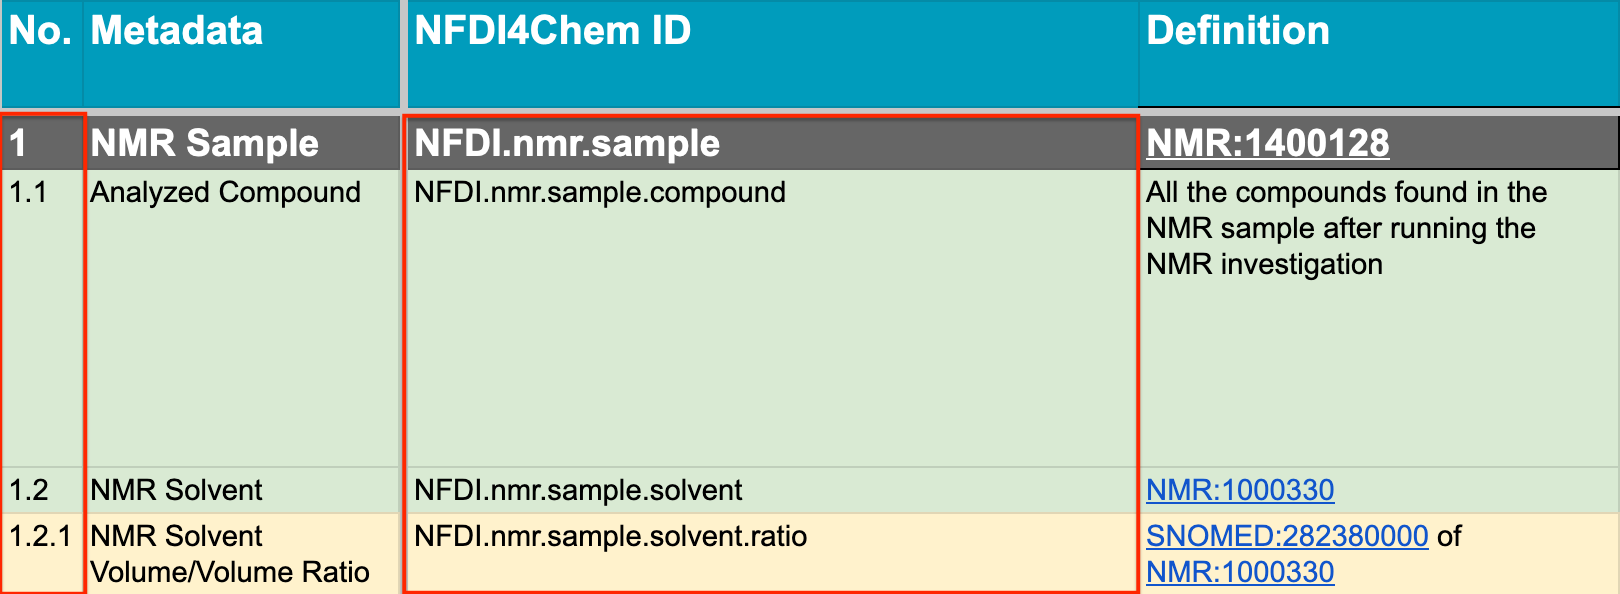 No. Metadata NFDI4Chem ID Definition
1 NMR Sample NFDI.nmr.sample NMR:1400128
1.1 Analyzed Compound NFDI.nmr.sample.compound All the compounds found in the
NMR sample after running the
NMR investigation
1.2 NMR Solvent NFDI.nmr.sample.solvent NMR:1000330
1.2.1 NMR Solvent NFDI.nmr.sample.solvent.ratio SNOMED:282380000 of
Volume/Volume Ratio NMR:1000330